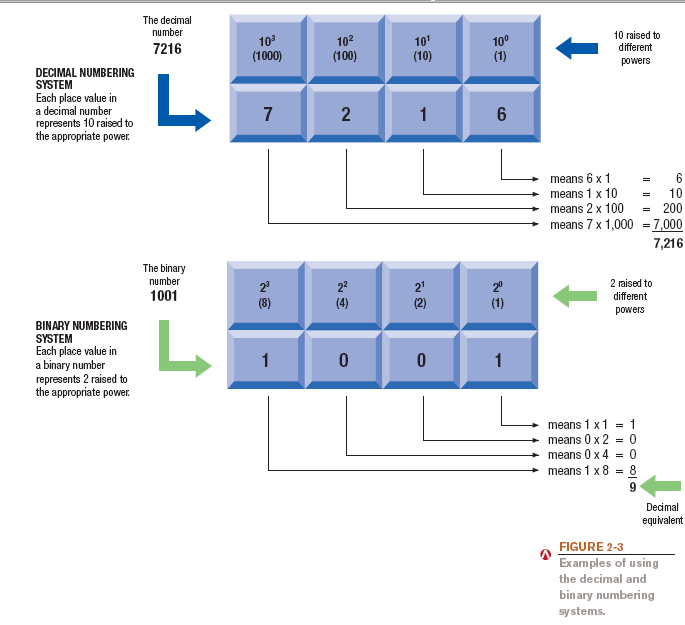 The decimal
number
7216
10³ 10² 10¹ 10⁰
(1000) (100) (10) (1)
10 raised to
different
powers
DECIMAL NUMBERING
SYSTEM
Each place value in
a decimal number
represents 10 raised to
the appropriate power.
7 2 1 6
means 6 x 1 = 6
means 1 x 10 = 10
means 2 x 100 = 200
means 7 x 1,000 = 7,000
7,216
The binary
number
1001
2³ 2² 2¹ 2⁰
(8) (4) (2) (1)
2 raised to
different
powers
BINARY NUMBERING
SYSTEM
Each place value in
a binary number
represents 2 raised to
the appropriate power.
1 0 0 1
means 1 x 1 = 1
means 0 x 2 = 0
means 0 x 4 = 0
means 1 x 8 = 8
9
Decimal
equivalent
FIGURE 2-3
Examples of using
the decimal and
binary numbering
systems.